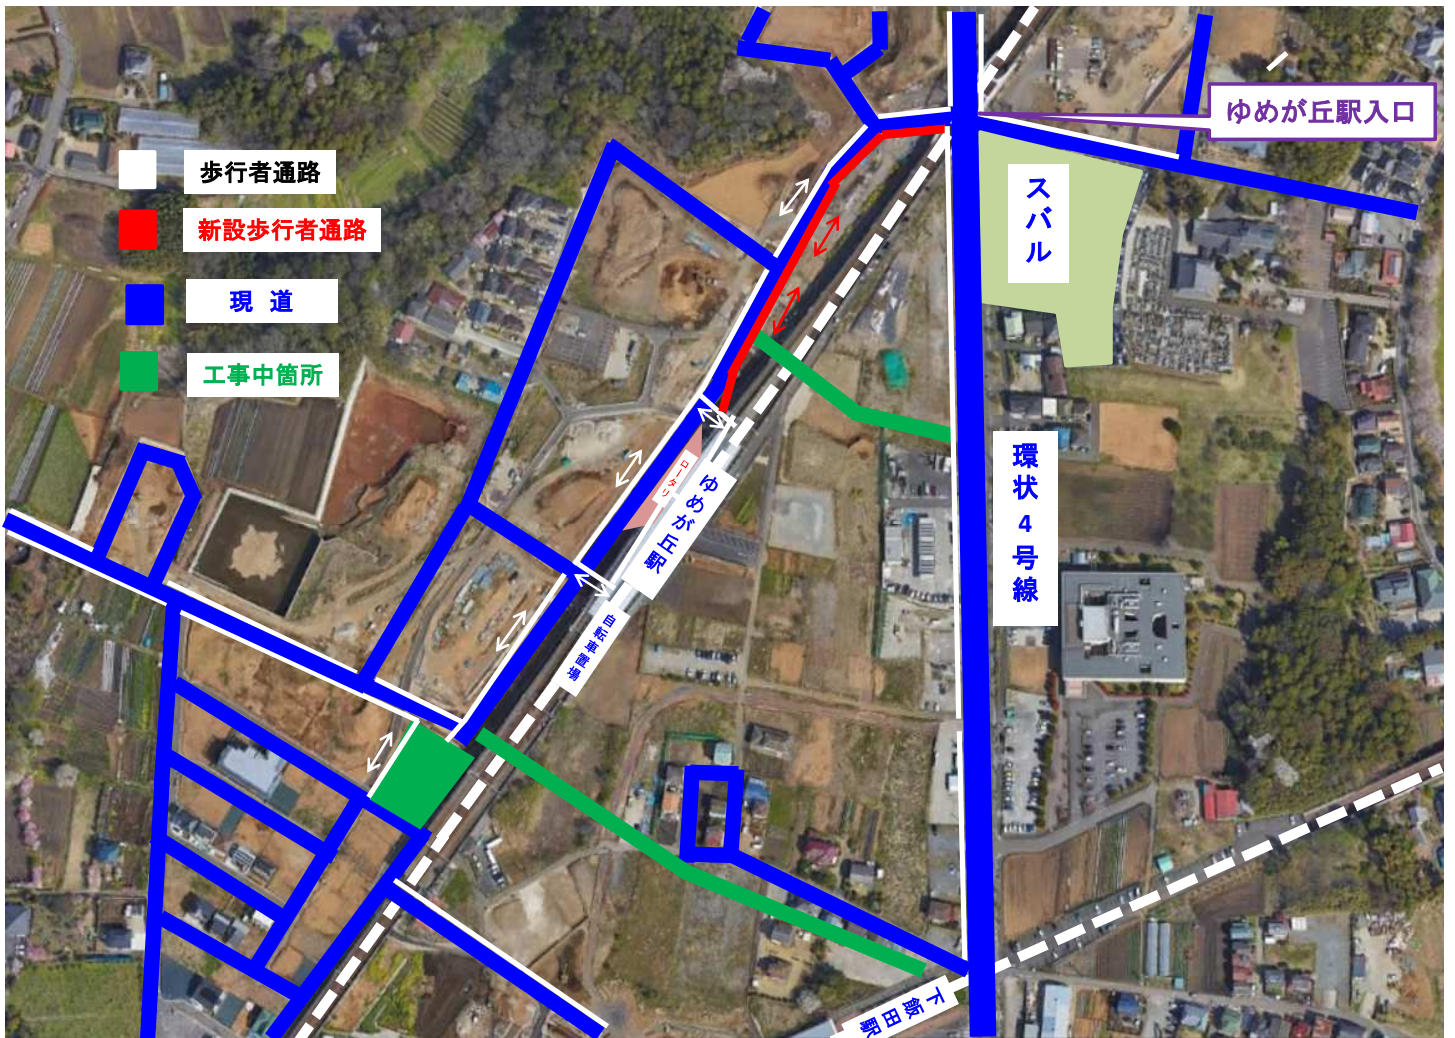 歩行者通路
新設歩行者通路
現 道
工事中箇所
ゆめが丘駅入口
スバル
環状4号線
ロータリ
ゆめが丘駅
自転車置場
下飯田駅